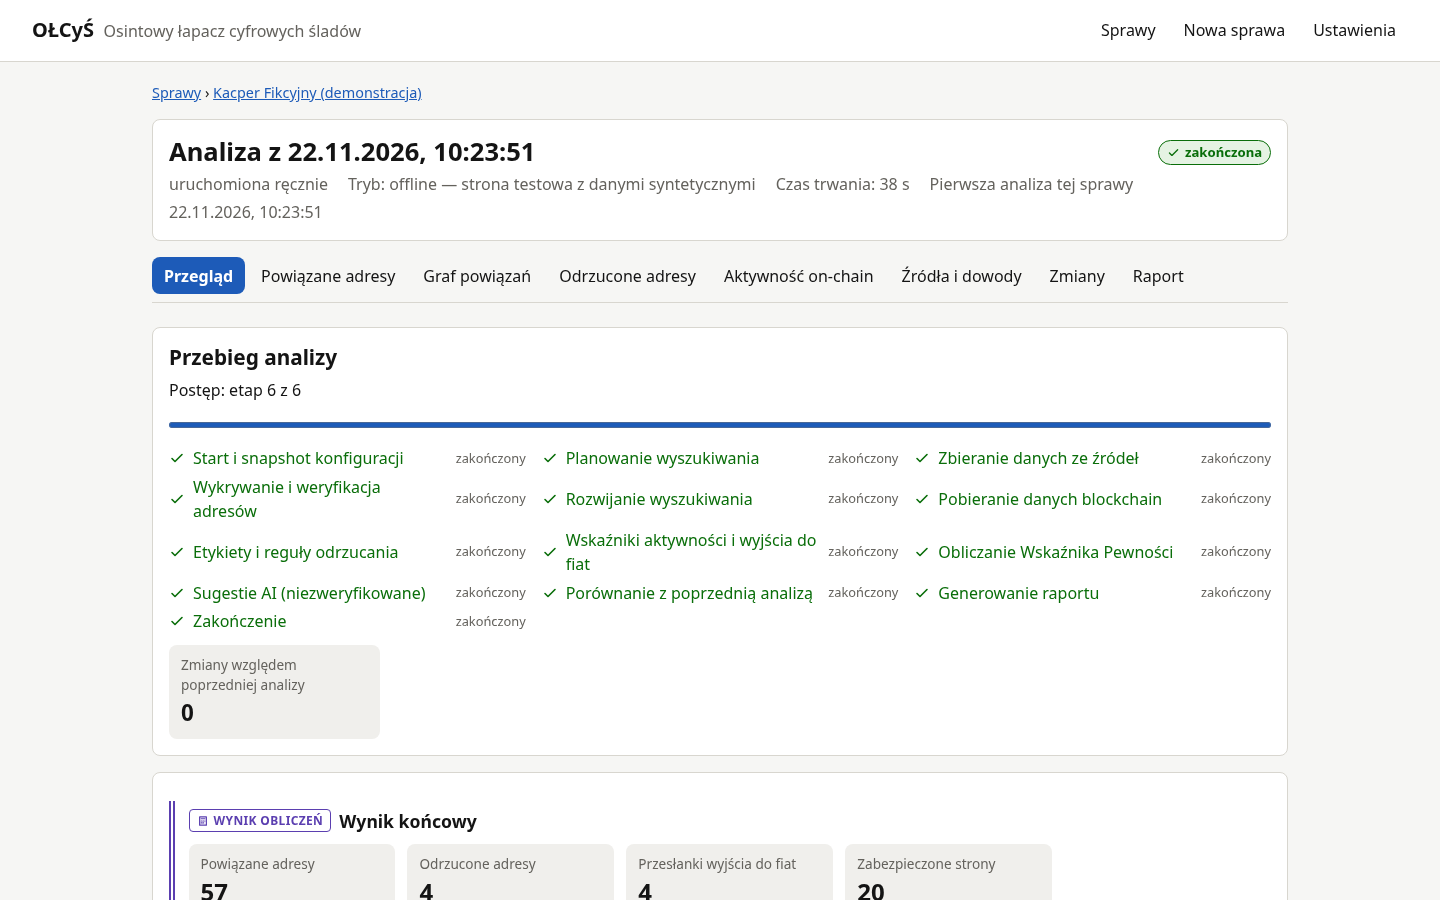 OŁCyŚ Osintowy łapacz cyfrowych śladów Sprawy Nowa sprawa Ustawienia
Sprawy › Kacper Fikcyjny (demonstracja)
Analiza z 22.11.2026, 10:23:51 zakończona
uruchomiona ręcznie Tryb: offline — strona testowa z danymi syntetycznymi Czas trwania: 38 s Pierwsza analiza tej sprawy
22.11.2026, 10:23:51
Przegląd Powiązane adresy Graf powiązań Odrzucone adresy Aktywność on-chain Źródła i dowody Zmiany Raport
Przebieg analizy
Postęp: etap 6 z 6
Start i snapshot konfiguracji zakończony Planowanie wyszukiwania zakończony Zbieranie danych ze źródeł zakończony
Wykrywanie i weryfikacja
adresów zakończony Rozwijanie wyszukiwania zakończony Pobieranie danych blockchain zakończony
Etykiety i reguły odrzucania zakończony Wskaźniki aktywności i wyjścia do
fiat zakończony Obliczanie Wskaźnika Pewności zakończony
Sugestie AI (niezweryfikowane) zakończony Porównanie z poprzednią analizą zakończony Generowanie raportu zakończony
Zakończenie zakończony
Zmiany względem
poprzedniej analizy
0
WYNIK OBLICZEŃ Wynik końcowy
Powiązane adresy Odrzucone adresy Przesłanki wyjścia do fiat Zabezpieczone strony
57 4 4 20